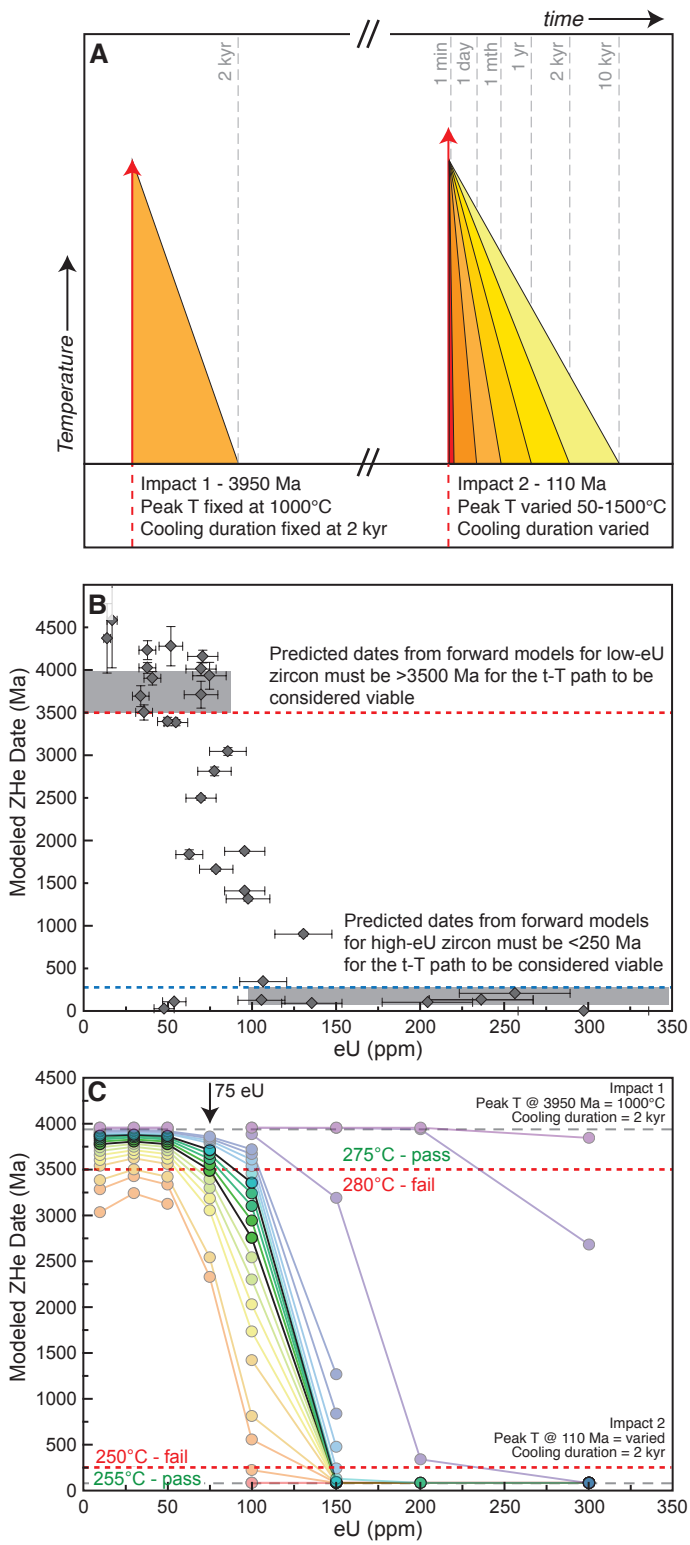 time
A
//
2 kyr
1 min
1 day
1 mth
1 yr
2 kyr
10 kyr
Temperature
//
Impact 1 - 3950 Ma
Peak T fixed at 1000°C
Cooling duration fixed at 2 kyr
Impact 2 - 110 Ma
Peak T varied 50-1500°C
Cooling duration varied
B
Modeled ZHe Date (Ma)
4500
4000
3500
3000
2500
2000
1500
1000
500
0
Predicted dates from forward models for low-eU
zircon must be >3500 Ma for the t-T path to be
considered viable
Predicted dates from forward models
for high-eU zircon must be <250 Ma
for the t-T path to be considered viable
0
50
100
150
200
250
300
350
eU (ppm)
C
75 eU
Impact 1
Peak T @ 3950 Ma = 1000°C
Cooling duration = 2 kyr
275°C - pass
280°C - fail
Modeled ZHe Date (Ma)
4500
4000
3500
3000
2500
2000
1500
1000
500
0
Impact 2
Peak T @ 110 Ma = varied
Cooling duration = 2 kyr
250°C - fail
255°C - pass
0
50
100
150
200
250
300
350
eU (ppm)